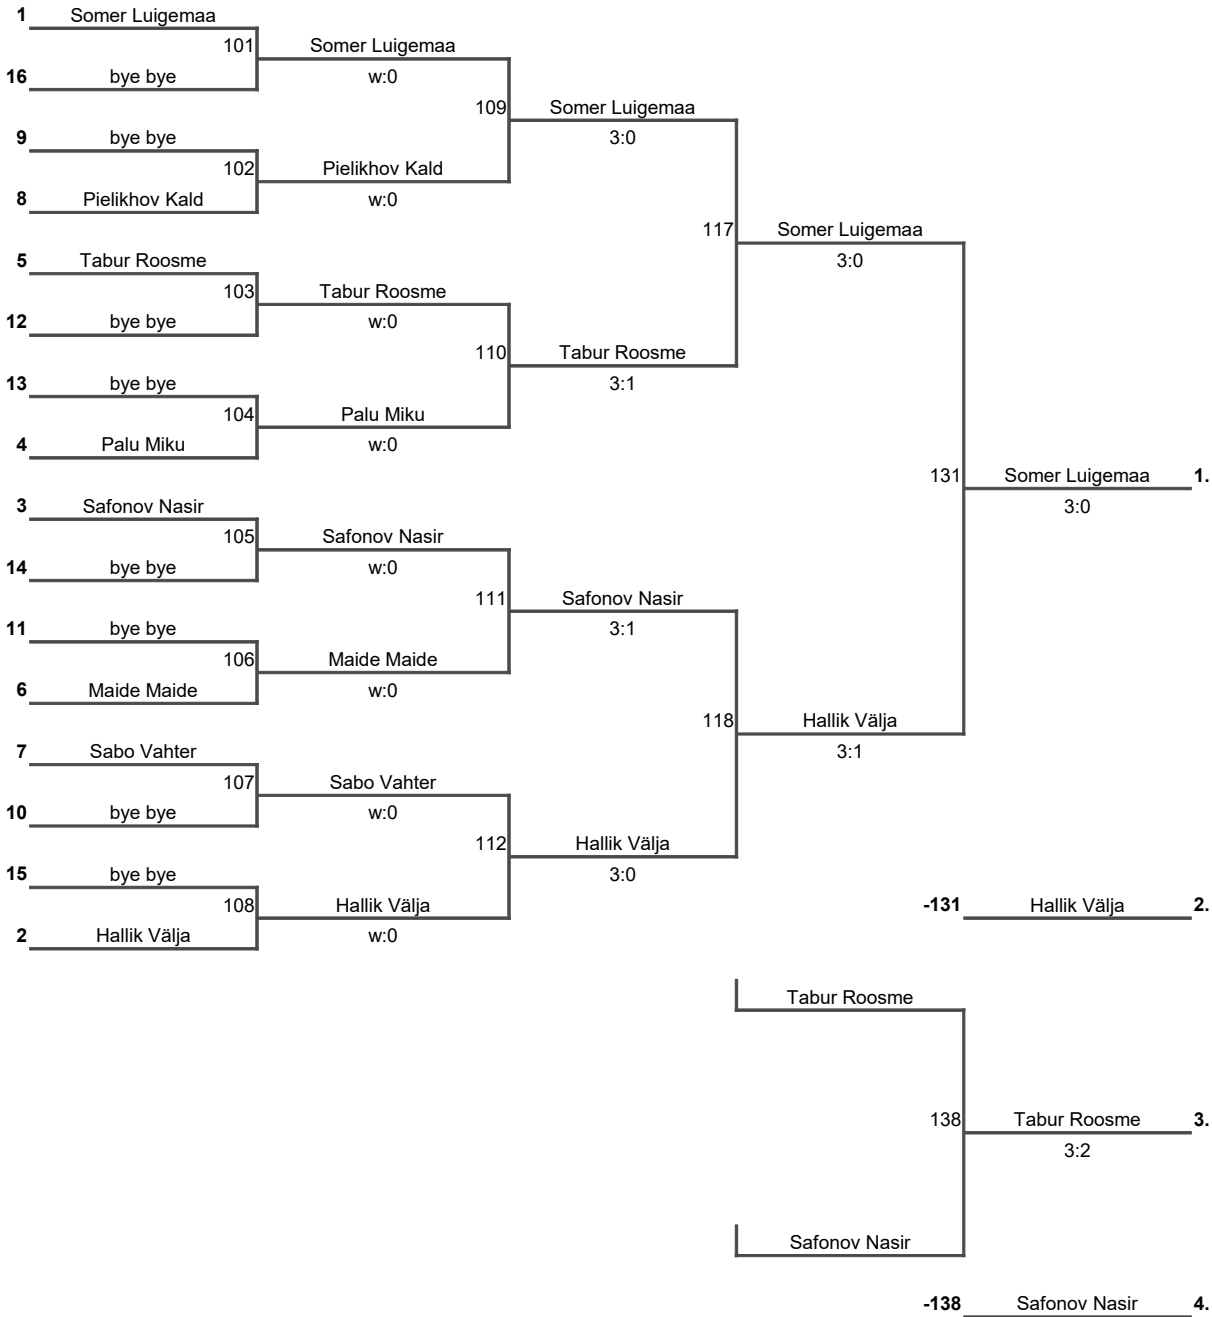 1 Somer Luigemaa
101 Somer Luigemaa
16 bye bye w:0
109 Somer Luigemaa
9 bye bye 3:0
102 Pielikhov Kald
8 Pielikhov Kald w:0
117 Somer Luigemaa
5 Tabur Roosme 3:0
103 Tabur Roosme
12 bye bye w:0
110 Tabur Roosme
13 bye bye 3:1
104 Palu Miku
4 Palu Miku w:0
131 Somer Luigemaa 1.
3 Safonov Nasir 3:0
105 Safonov Nasir
14 bye bye w:0
111 Safonov Nasir
11 bye bye 3:1
106 Maide Maide
6 Maide Maide w:0
118 Hallik Välja
7 Sabo Vahter 3:1
107 Sabo Vahter
10 bye bye w:0
112 Hallik Välja
15 bye bye 3:0
108 Hallik Välja -131 Hallik Välja 2.
2 Hallik Välja w:0
Tabur Roosme
138 Tabur Roosme 3.
3:2
Safonov Nasir
-138 Safonov Nasir 4.